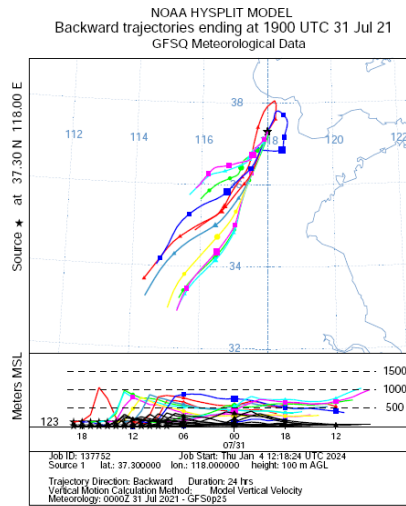 NOAA HYSPLIT MODEL
Backward trajectories ending at 1900 UTC 31 Jul 21
GFSQ Meteorological Data
Source ★ at 37.30 N 118.00 E
38
112 114 116 118 120 122
34
32
Meters MSL
1500
1000
500
123
18 12 06 00 18 12
07/31
Job ID: 137752 Job Start: Thu Jan 4 12:18:24 UTC 2024
Source 1 lat.: 37.300000 lon.: 118.000000 height: 100 m AGL
Trajectory Direction: Backward Duration: 24 hrs
Vertical Motion Calculation Method: Model Vertical Velocity
Meteorology: 0000Z 31 Jul 2021 - GFS0p25